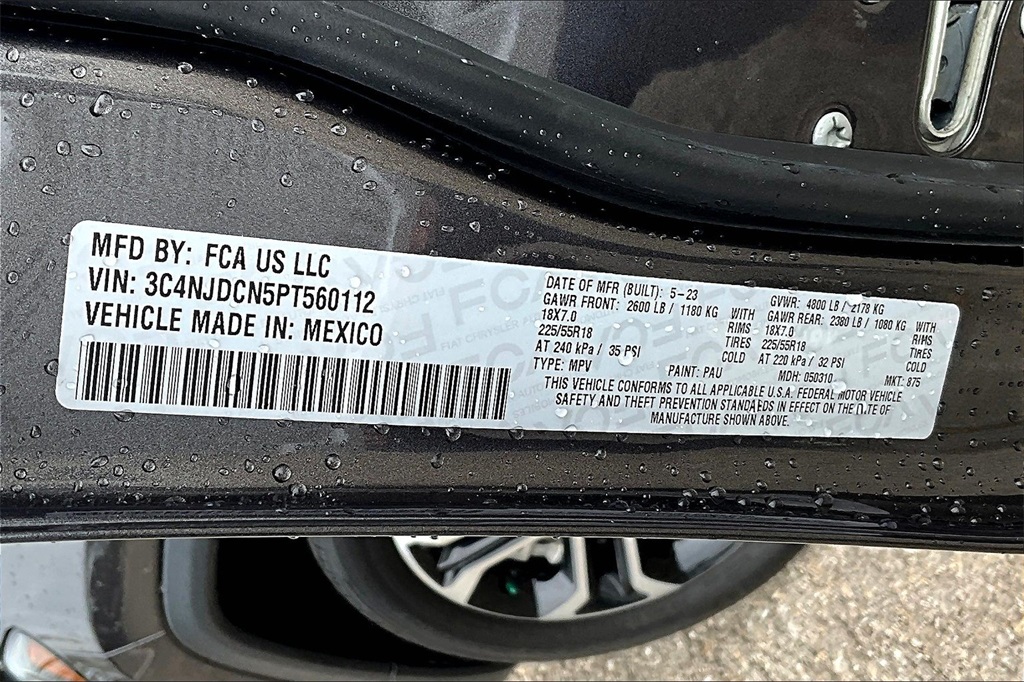 MFD BY: FCA US LLC
VIN: 3C4NJDCN5PT560112
VEHICLE MADE IN: MEXICO
DATE OF MFR (BUILT): 5-23
GVWR: 4800 LB / 2178 KG
GAWR FRONT: 2600 LB / 1180 KG WITH
18X7.0 RIMS
225/55R18 TIRES
AT 240 kPa / 35 PSI COLD
GAWR REAR: 2380 LB / 1080 KG WITH
18X7.0 RIMS
225/55R18 TIRES
AT 220 kPa / 32 PSI COLD
TYPE: MPV PAINT: PAU MDH: 050310 MKT: 875
THIS VEHICLE CONFORMS TO ALL APPLICABLE U.S.A. FEDERAL MOTOR VEHICLE
SAFETY AND THEFT PREVENTION STANDARDS IN EFFECT ON THE DATE OF
MANUFACTURE SHOWN ABOVE.